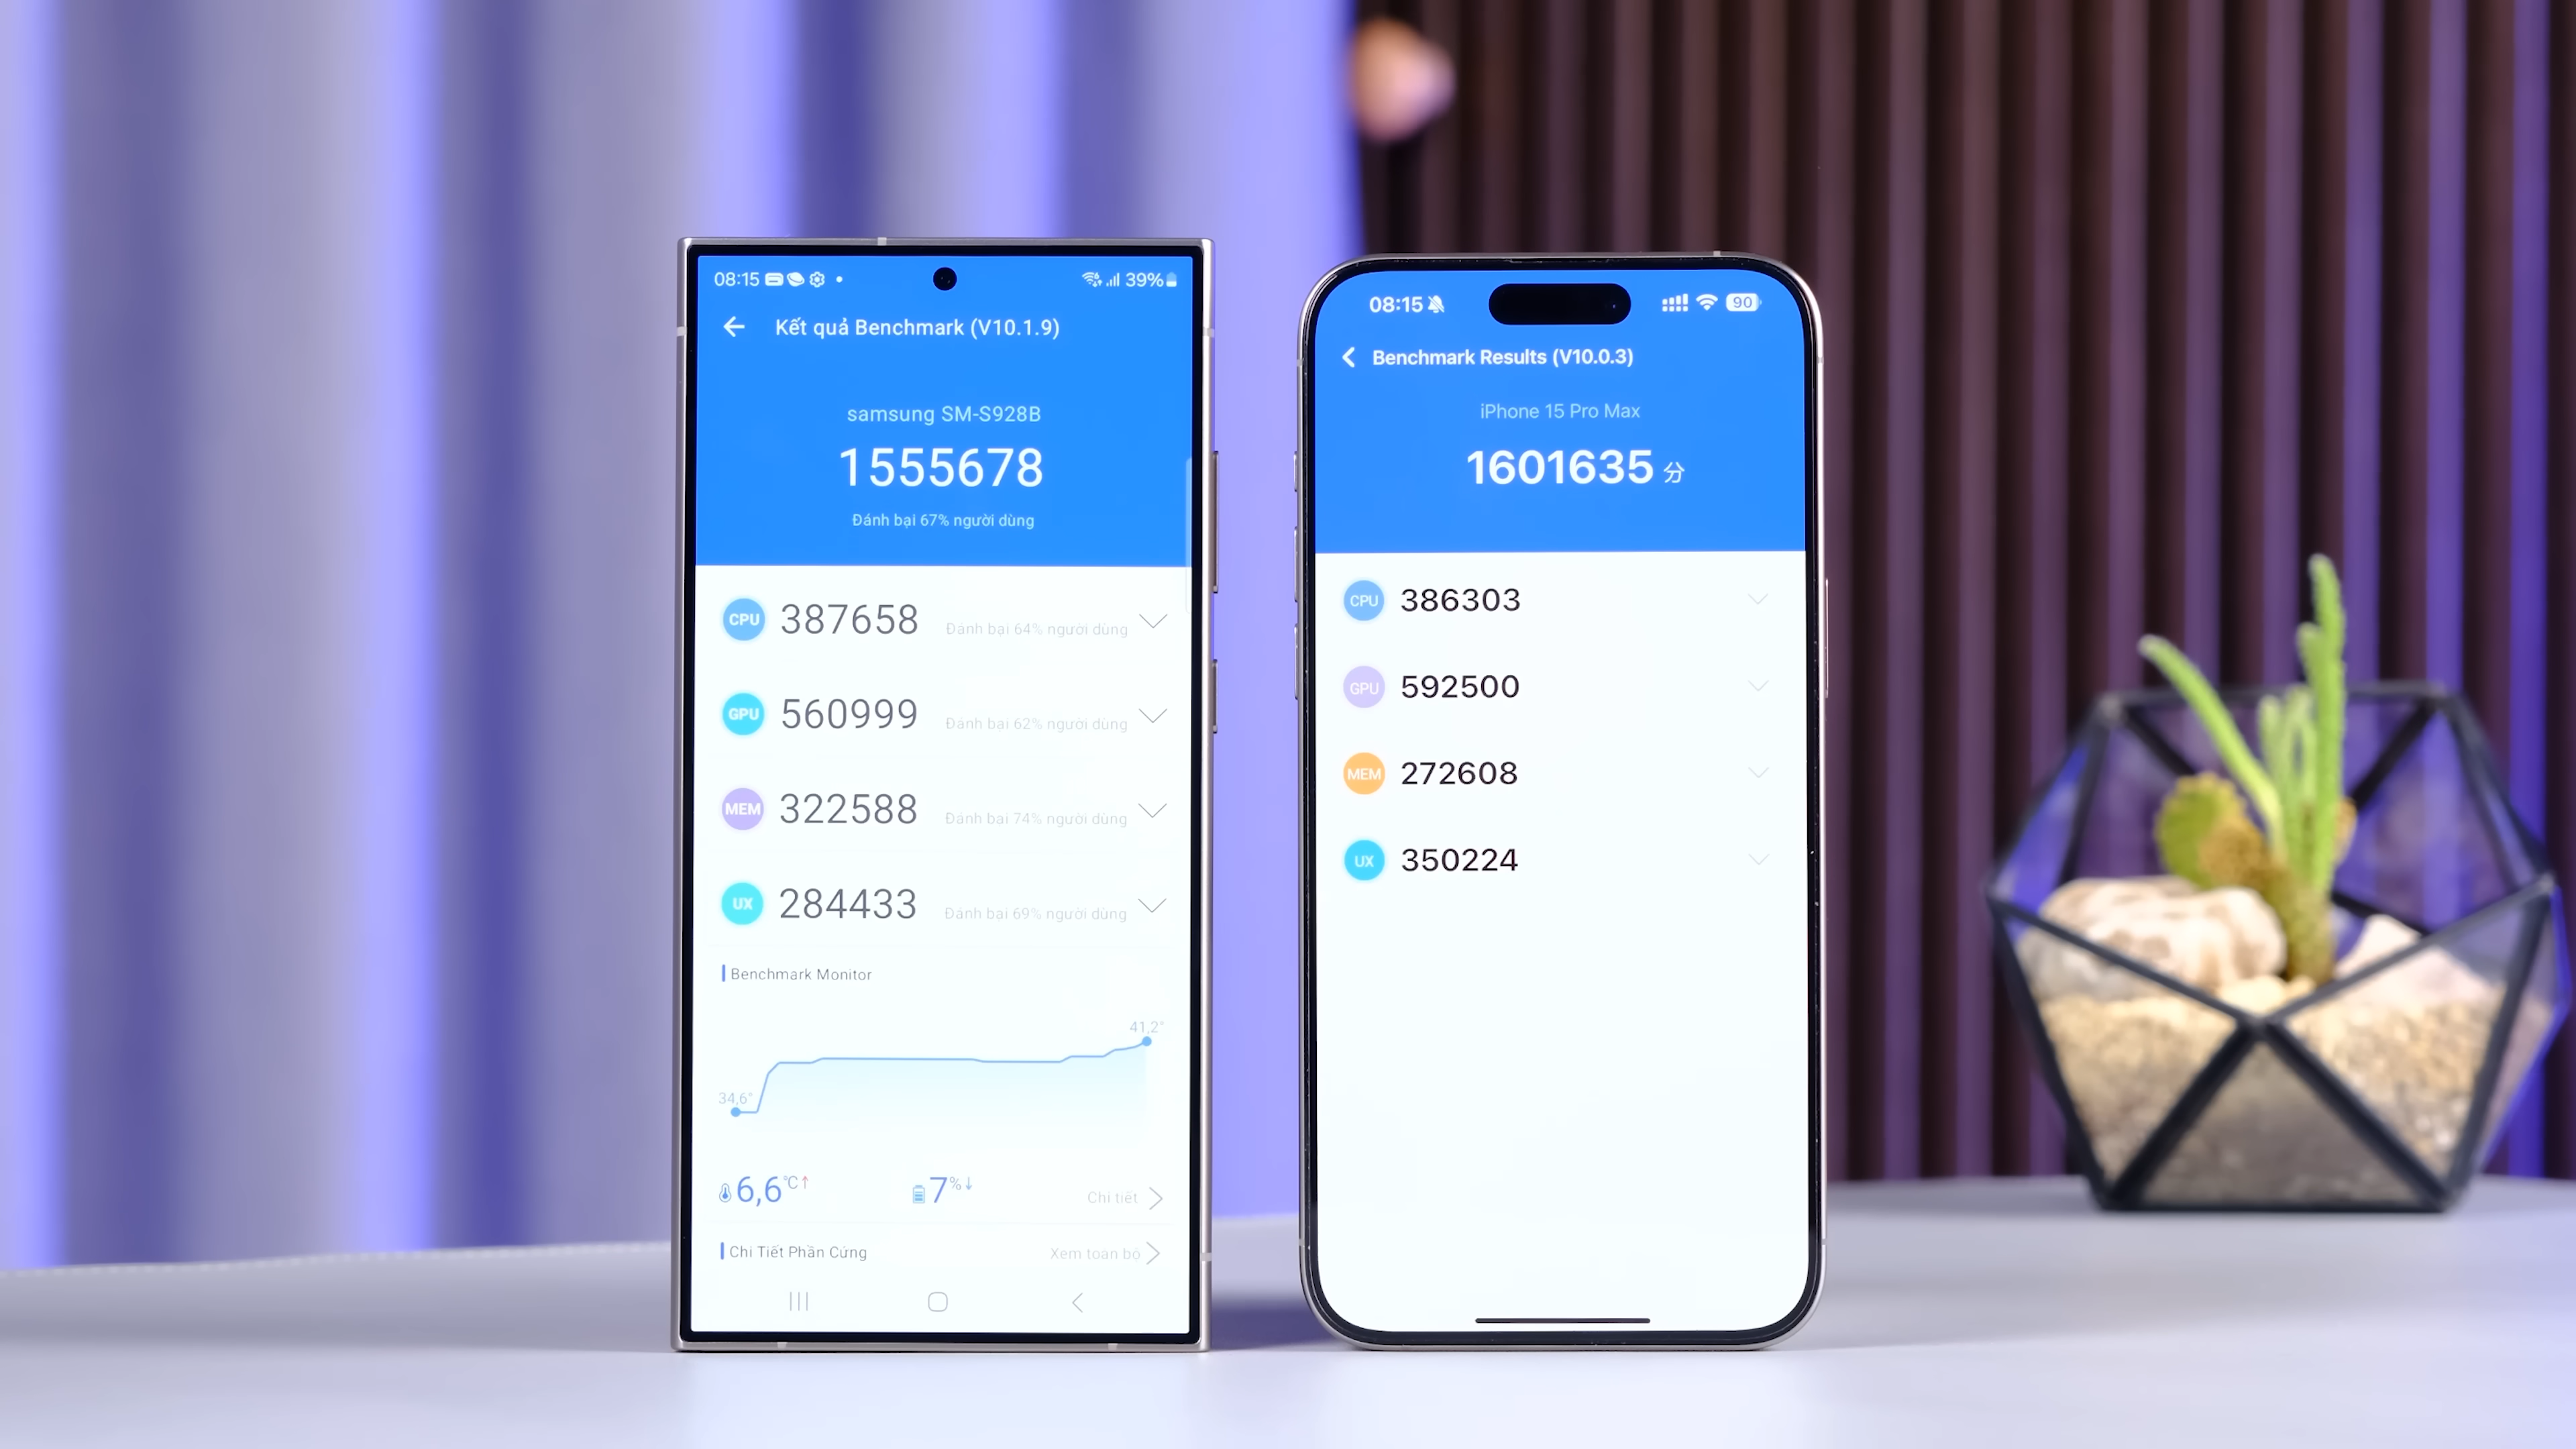 08:15
39%
Kết quả Benchmark (V10.1.9)
samsung SM-S928B
1555678
Đánh bại 67% người dùng
CPU 387658 Đánh bại 64% người dùng
GPU 560999 Đánh bại 62% người dùng
MEM 322588 Đánh bại 74% người dùng
UX 284433 Đánh bại 69% người dùng
Benchmark Monitor
41,2°
34,6°
6,6°C↑ 7%↓ Chi tiết
Chi Tiết Phần Cứng Xem toàn bộ
08:15
90
Benchmark Results (V10.0.3)
iPhone 15 Pro Max
1601635 分
CPU 386303
GPU 592500
MEM 272608
UX 350224